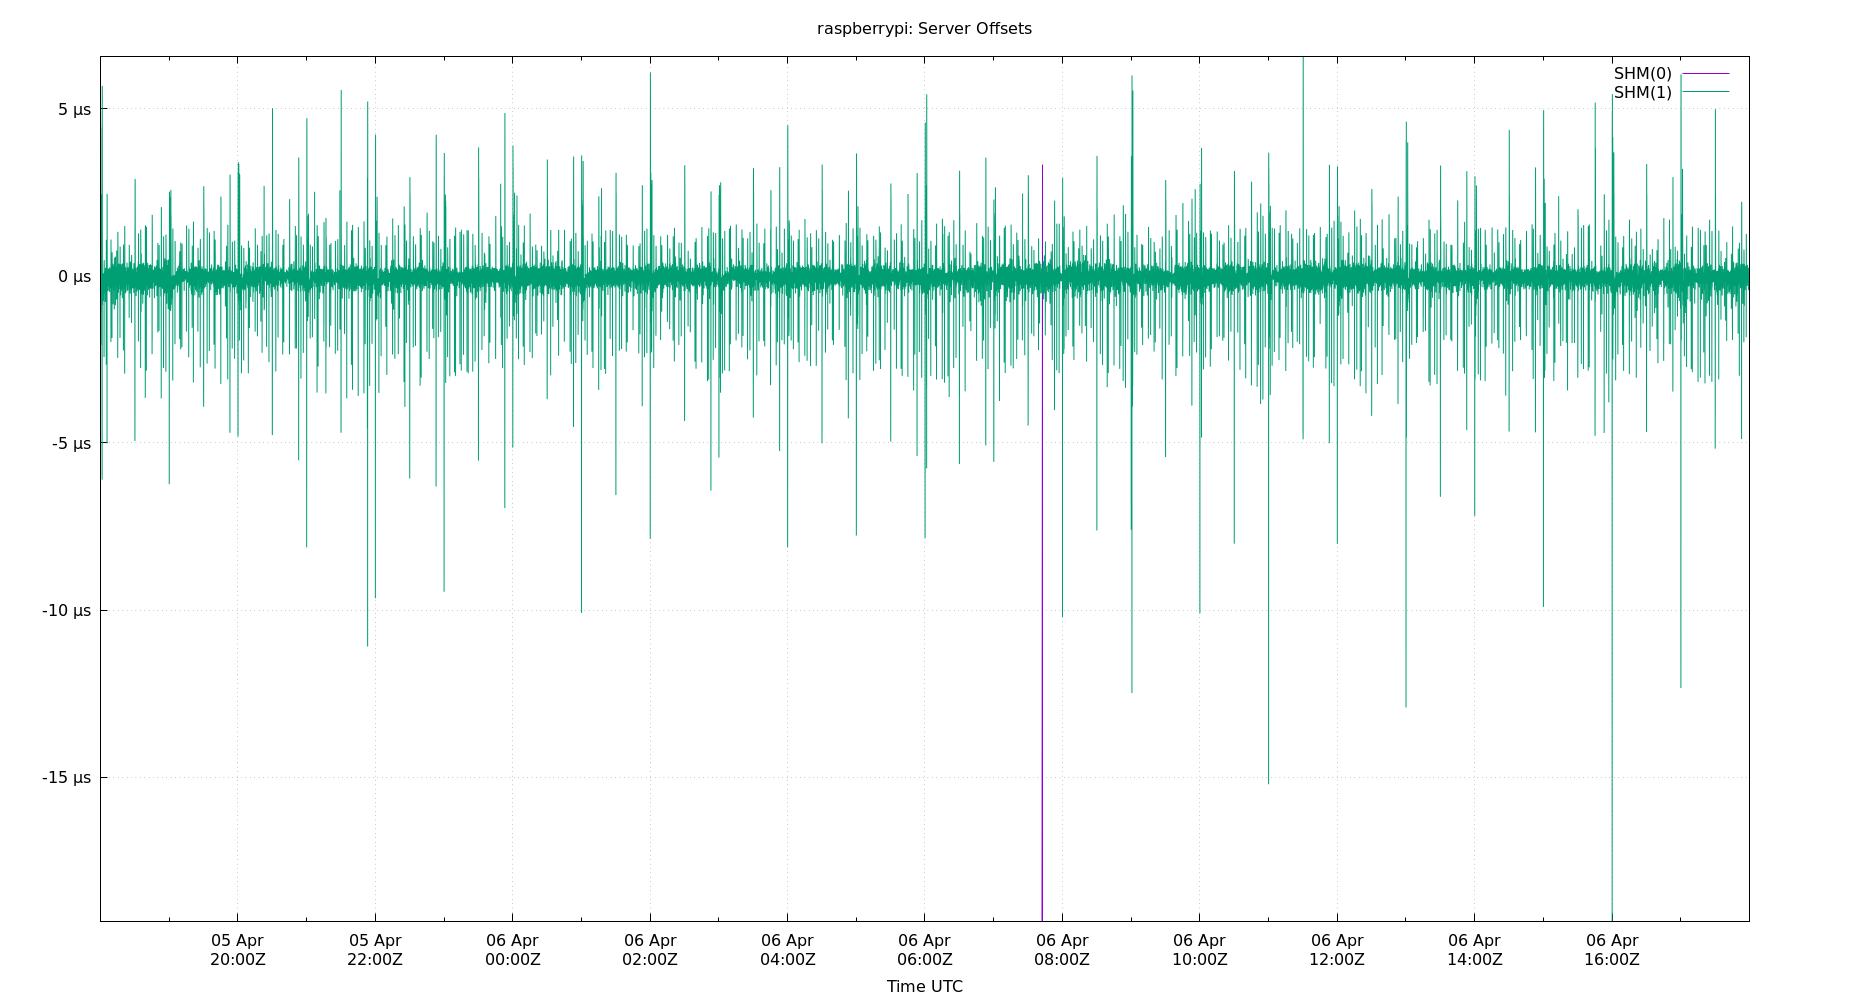 raspberrypi: Server Offsets
SHM(0)
SHM(1)
5 µs
0 µs
-5 µs
-10 µs
-15 µs
05 Apr 05 Apr 06 Apr 06 Apr 06 Apr 06 Apr 06 Apr 06 Apr 06 Apr 06 Apr 06 Apr
20:00Z 22:00Z 00:00Z 02:00Z 04:00Z 06:00Z 08:00Z 10:00Z 12:00Z 14:00Z 16:00Z
Time UTC